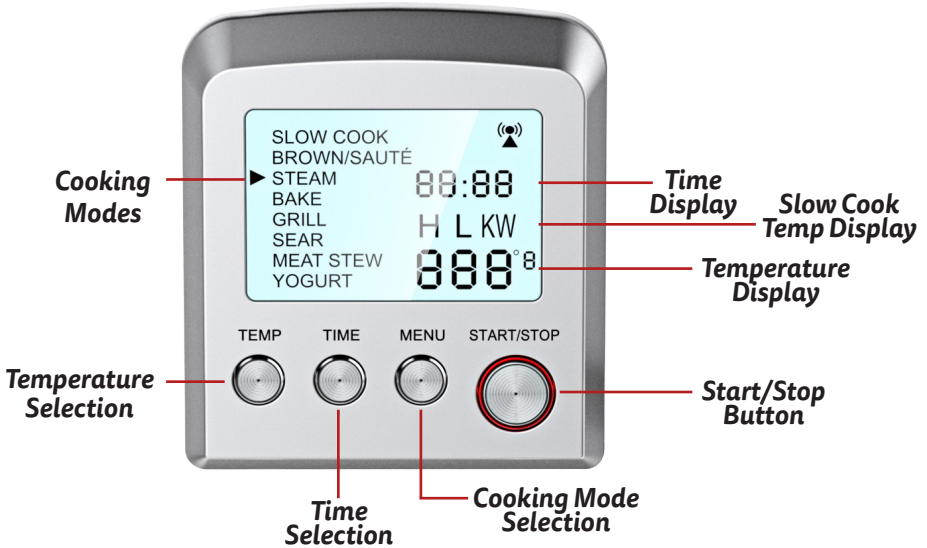 SLOW COOK
BROWN/SAUTÉ
STEAM
BAKE
GRILL
SEAR
MEAT STEW
YOGURT
88:88
H L KW
888°8
TEMP
TIME
MENU
START/STOP
Cooking
Modes
Time
Display
Slow Cook
Temp Display
Temperature
Display
Temperature
Selection
Start/Stop
Button
Time
Selection
Cooking Mode
Selection